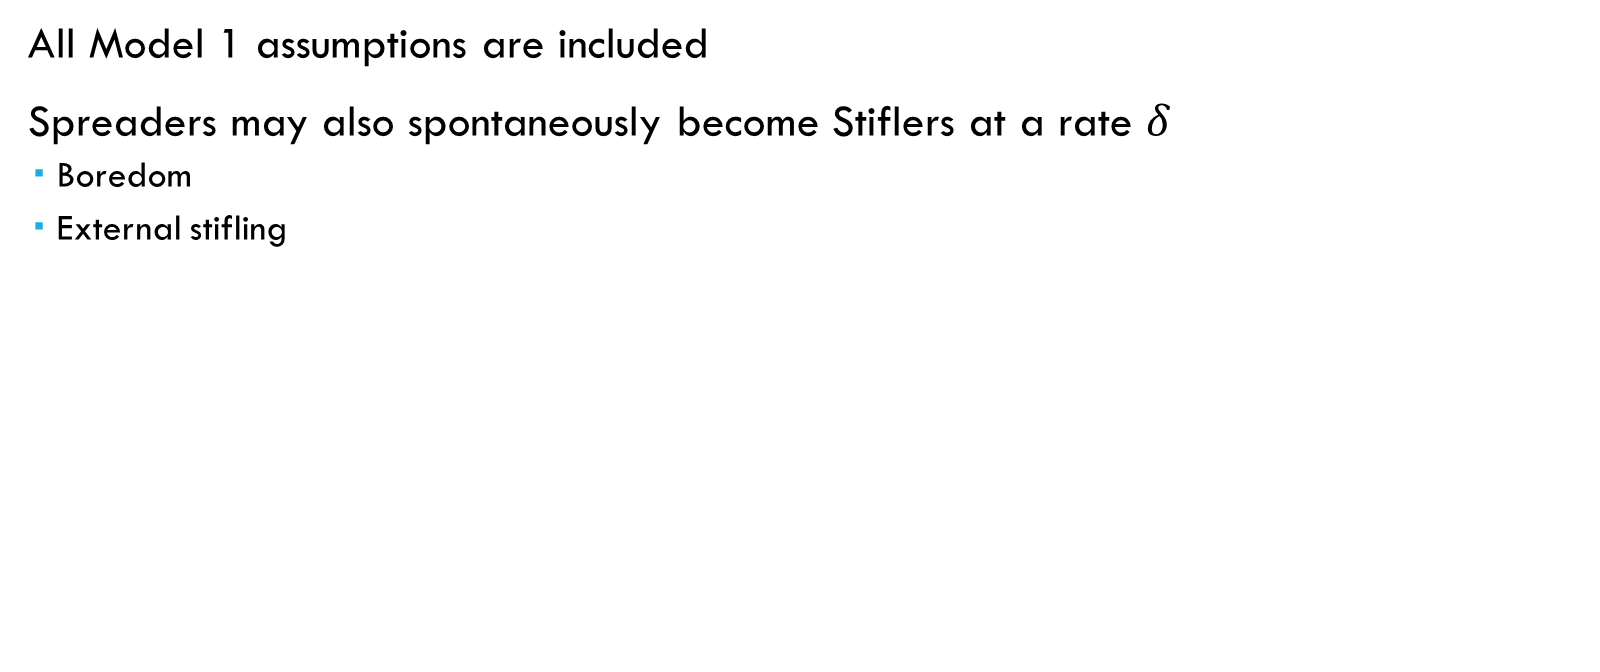 All Model 1 assumptions are included
Spreaders may also spontaneously become Stiflers at a rate δ
▪ Boredom
▪ External stifling